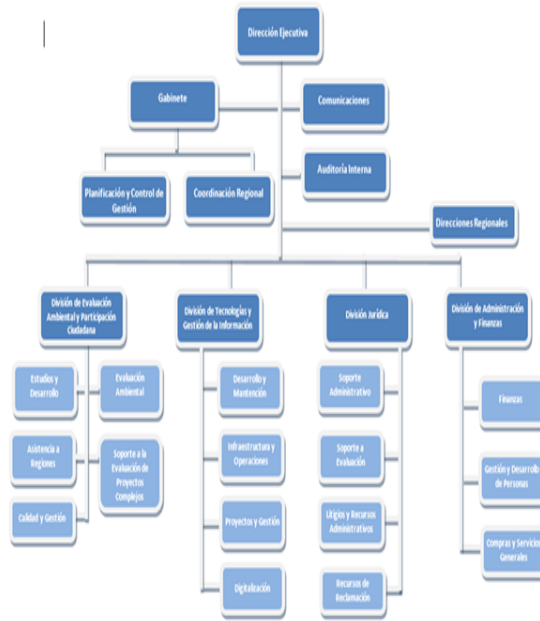 Dirección Ejecutiva
Gabinete
Comunicaciones
Auditoría Interna
Planificación y Control de
Gestión
Coordinación Regional
Direcciones Regionales
División de Evaluación
Ambiental y Participación
Ciudadana
División de Tecnologías y
Gestión de la Información
División Jurídica
División de Administración
y Finanzas
Estudios y
Desarrollo
Evaluación
Ambiental
Asistencia a
Regiones
Soporte a la
Evaluación de
Proyectos
Complejos
Calidad y Gestión
Desarrollo y
Mantención
Infraestructura y
Operaciones
Proyectos y Gestión
Digitalización
Soporte
Administrativo
Soporte a
Evaluación
Litigios y Recursos
Administrativos
Recursos de
Reclamación
Finanzas
Gestión y Desarrollo
de Personas
Compras y Servicios
Generales